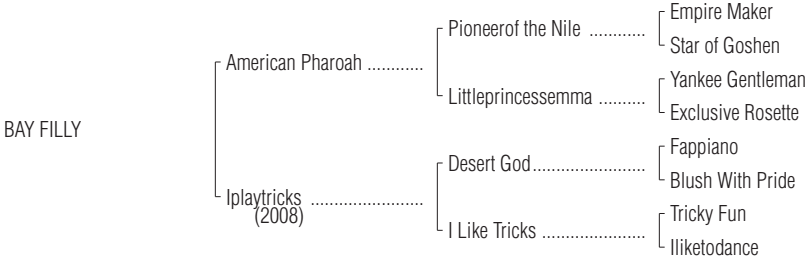 Empire Maker
Pioneerof the Nile ............
Star of Goshen
American Pharoah ............
Yankee Gentleman
Littleprincessemma ..........
Exclusive Rosette
BAY FILLY
Fappiano
Desert God........................
Blush With Pride
Iplaytricks ........................
(2008)
Tricky Fun
I Like Tricks ......................
Iliketodance